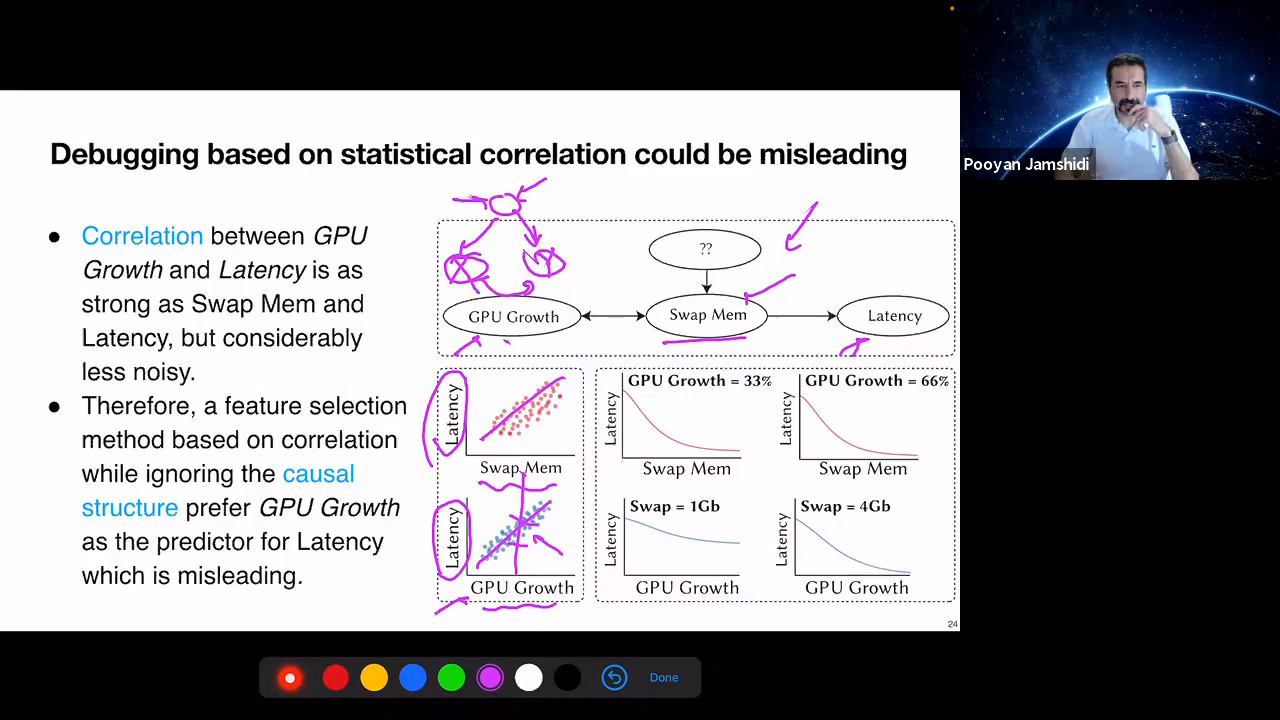 Debugging based on statistical correlation could be misleading
Pooyan Jamshidi
● Correlation between GPU
Growth and Latency is as
strong as Swap Mem and
Latency, but considerably
less noisy.
● Therefore, a feature selection
method based on correlation
while ignoring the causal
structure prefer GPU Growth
as the predictor for Latency
which is misleading.
??
GPU Growth
Swap Mem
Latency
Latency
Swap Mem
Latency
GPU Growth
GPU Growth = 33%
Latency
Swap Mem
GPU Growth = 66%
Latency
Swap Mem
Swap = 1Gb
Latency
GPU Growth
Swap = 4Gb
Latency
GPU Growth
24
Done